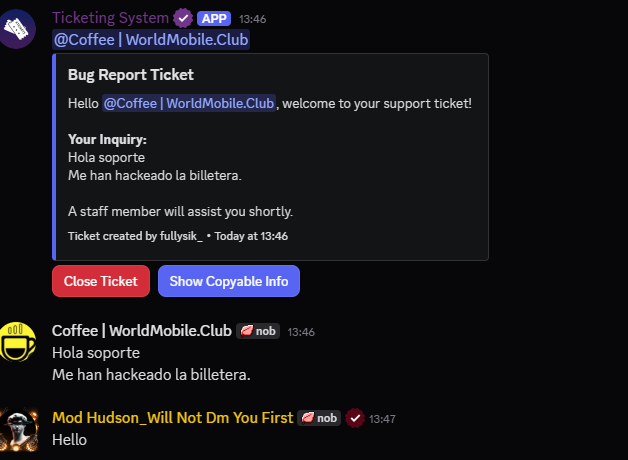 Ticketing System APP 13:46
@Coffee | WorldMobile.Club
Bug Report Ticket
Hello @Coffee | WorldMobile.Club, welcome to your support ticket!
Your Inquiry:
Hola soporte
Me han hackeado la billetera.
A staff member will assist you shortly.
Ticket created by fullysik_ • Today at 13:46
Close Ticket Show Copyable Info
Coffee | WorldMobile.Club nob 13:46
Hola soporte
Me han hackeado la billetera.
Mod Hudson_Will Not Dm You First nob 13:47
Hello